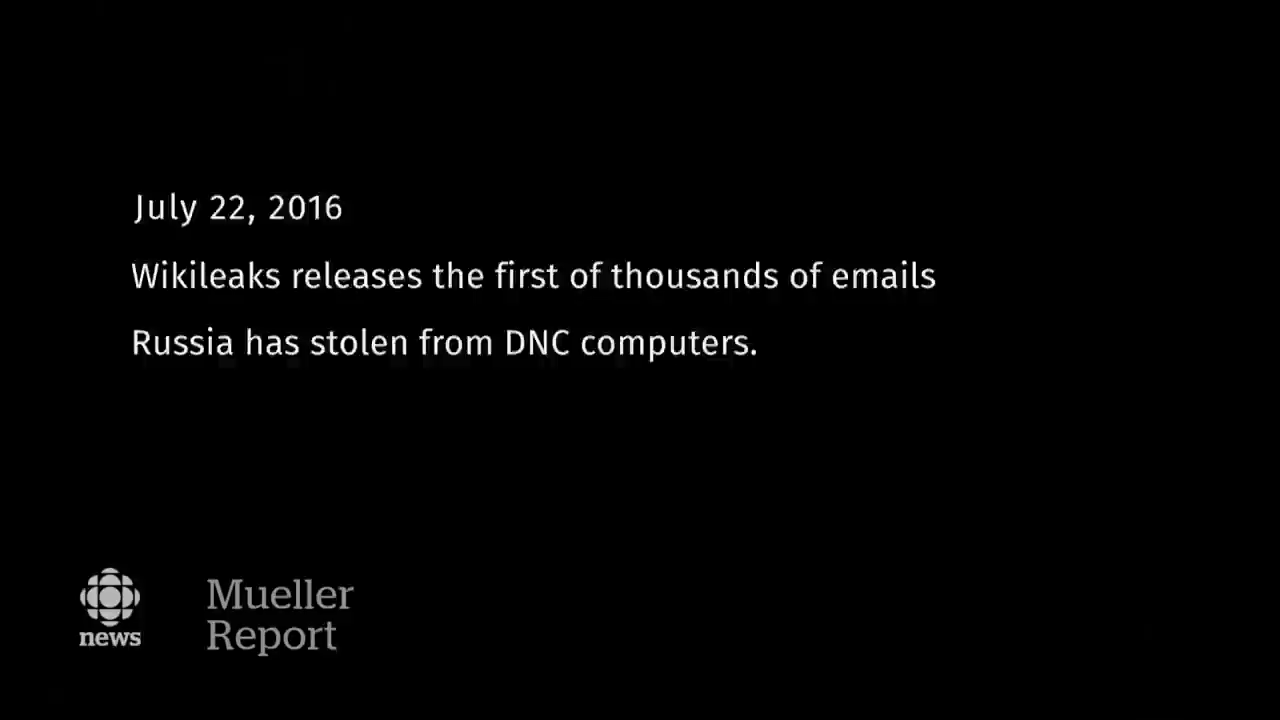 July 22, 2016
Wikileaks releases the first of thousands of emails
Russia has stolen from DNC computers.
news
Mueller
Report